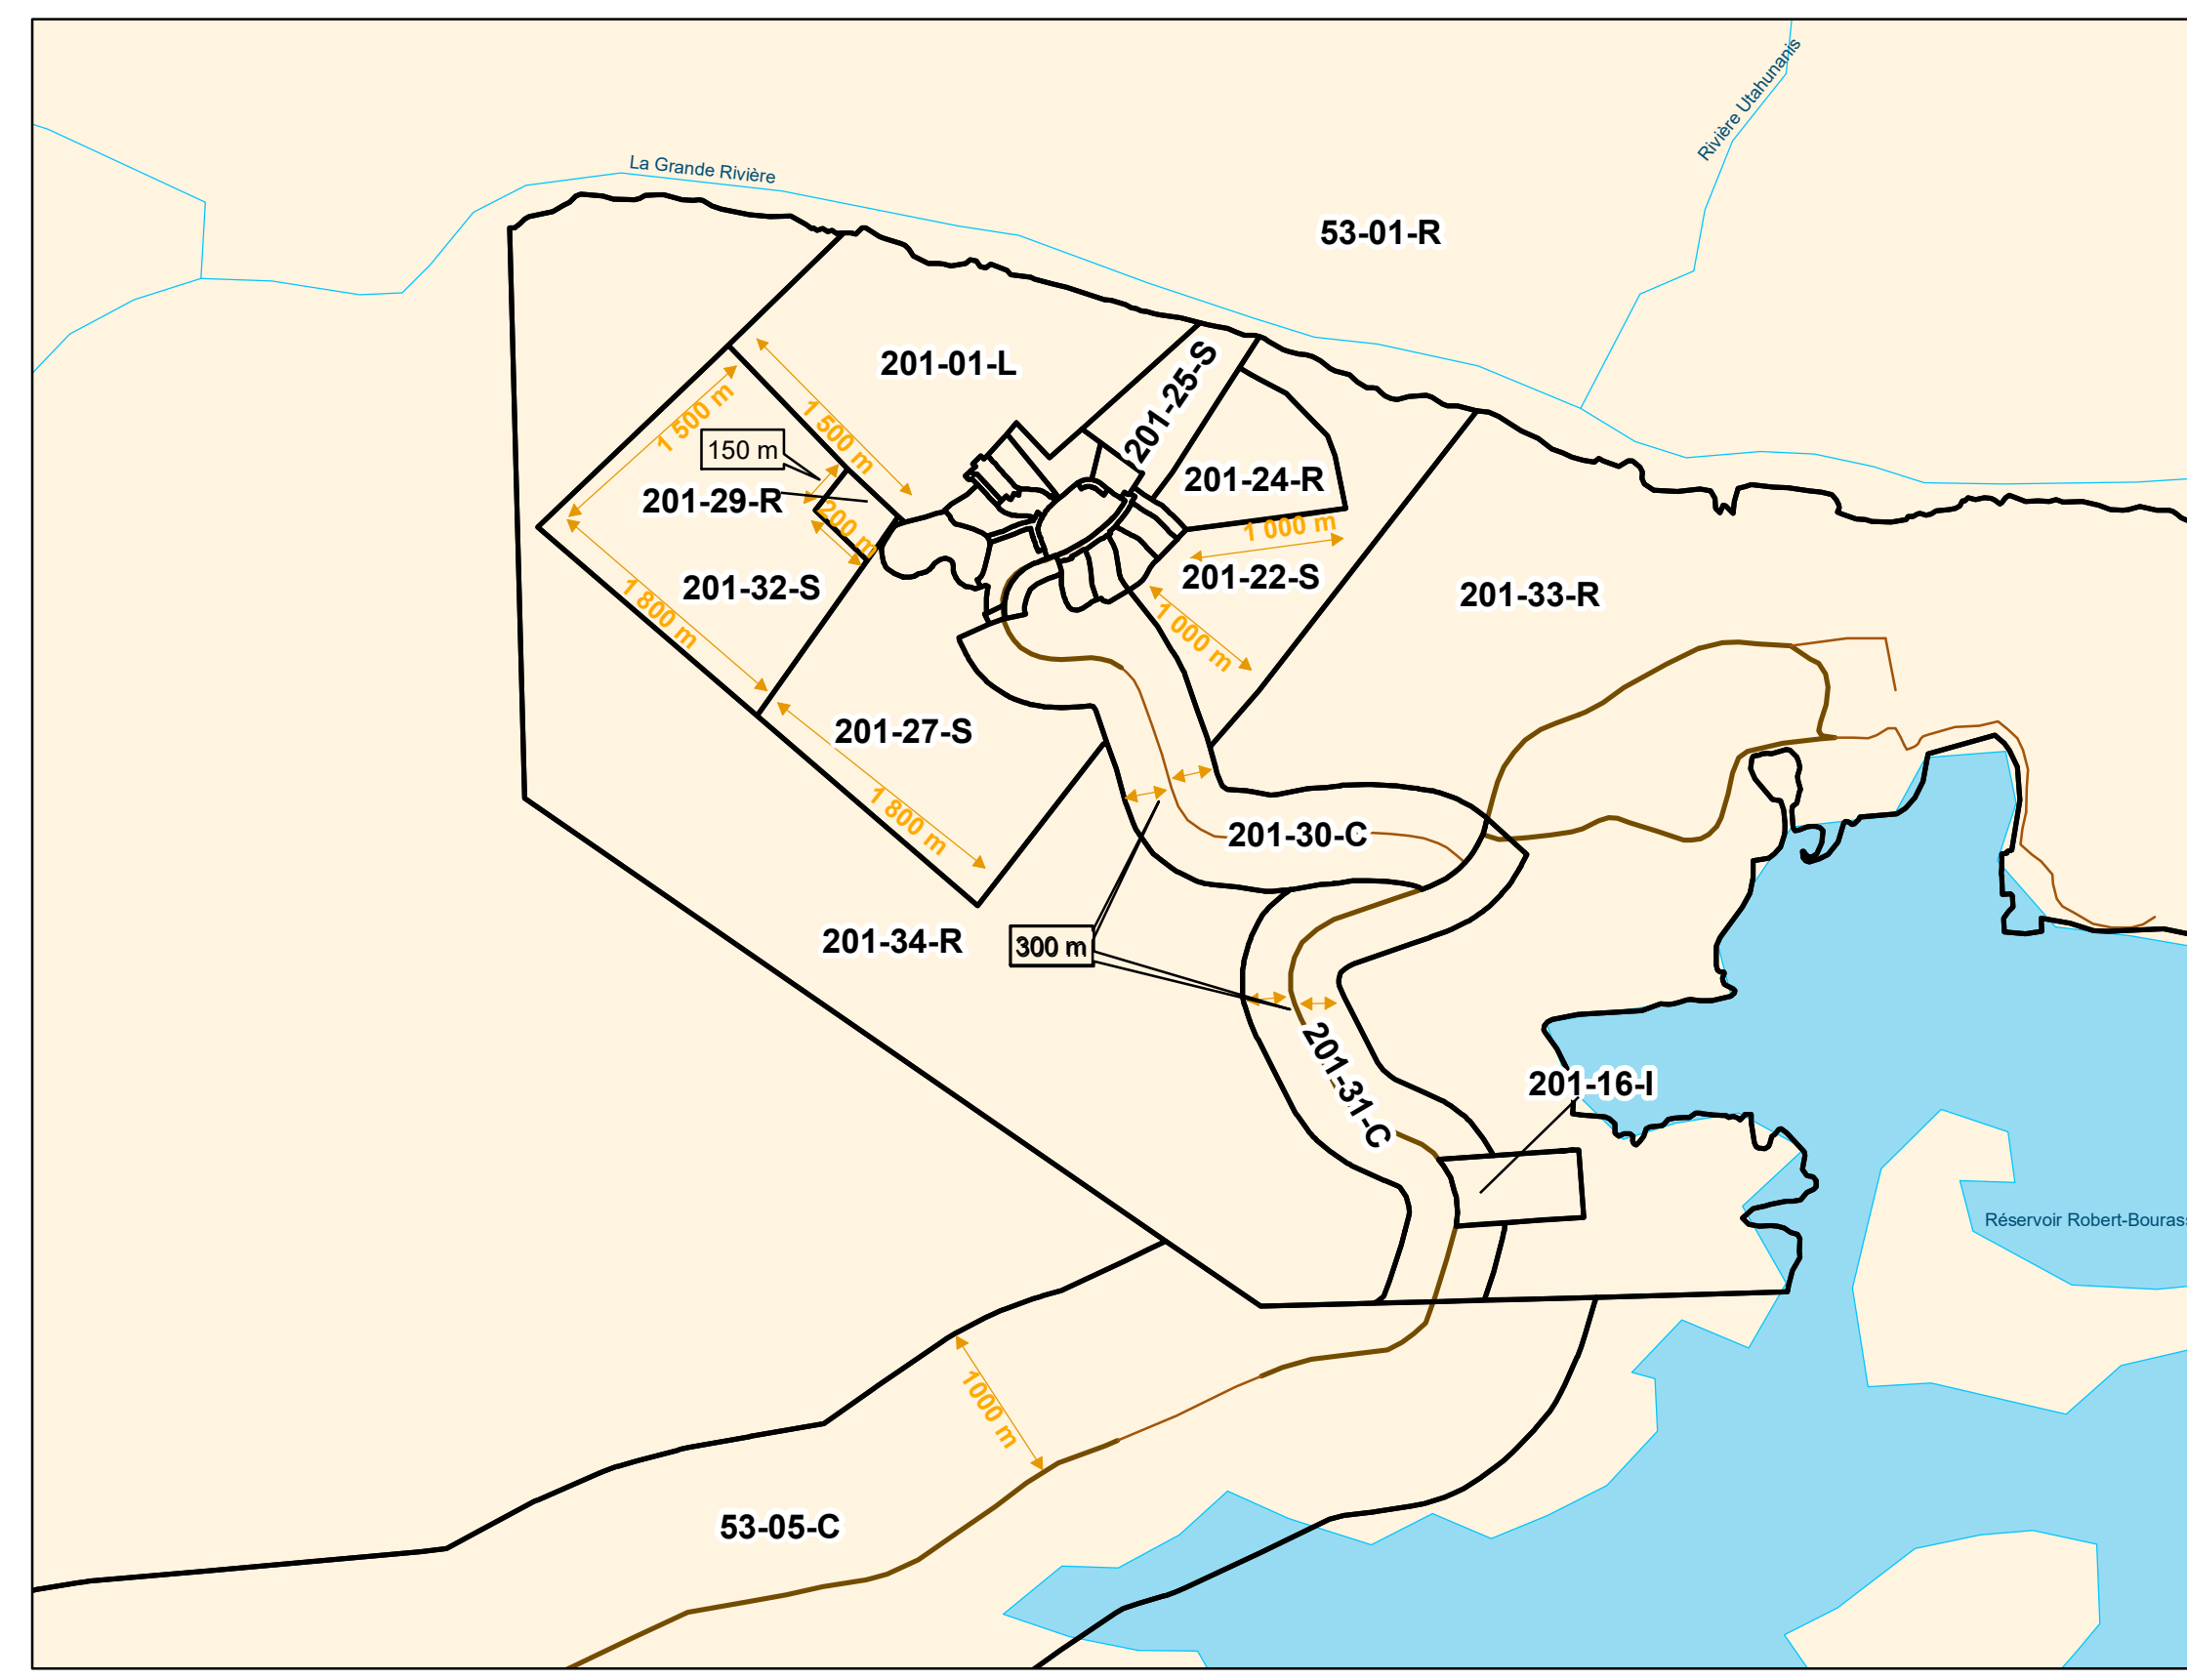 Rivière Utahunanis
La Grande Rivière
53-01-R
201-01-L
201-25-S
1 500 m
1 500 m
150 m
201-24-R
201-29-R
200 m
1 000 m
201-22-S
201-32-S
201-33-R
1 800 m
1 000 m
201-27-S
1 800 m
201-30-C
201-34-R
300 m
201-31-C
201-16-I
Réservoir Robert-Bourass
1000 m
53-05-C